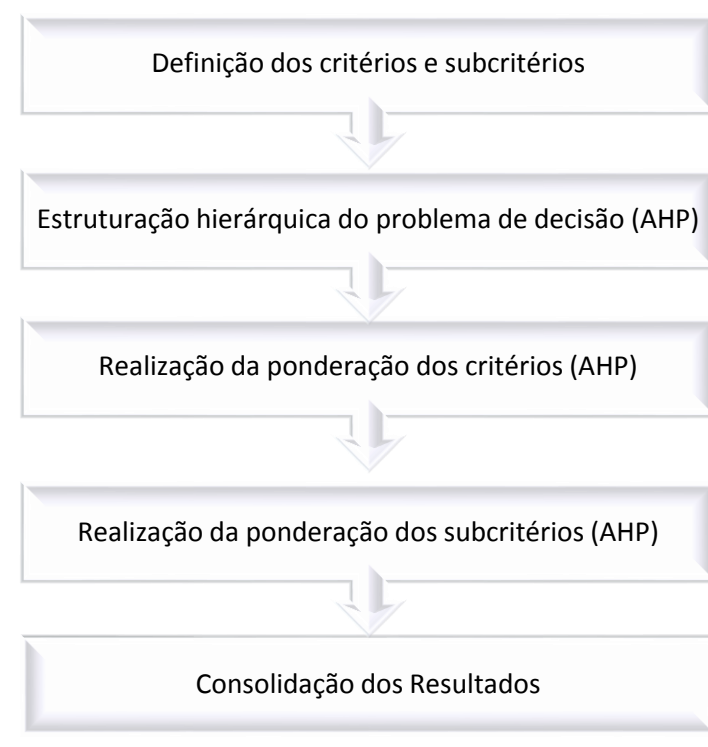 Definição dos critérios e subcritérios
Estruturação hierárquica do problema de decisão (AHP)
Realização da ponderação dos critérios (AHP)
Realização da ponderação dos subcritérios (AHP)
Consolidação dos Resultados